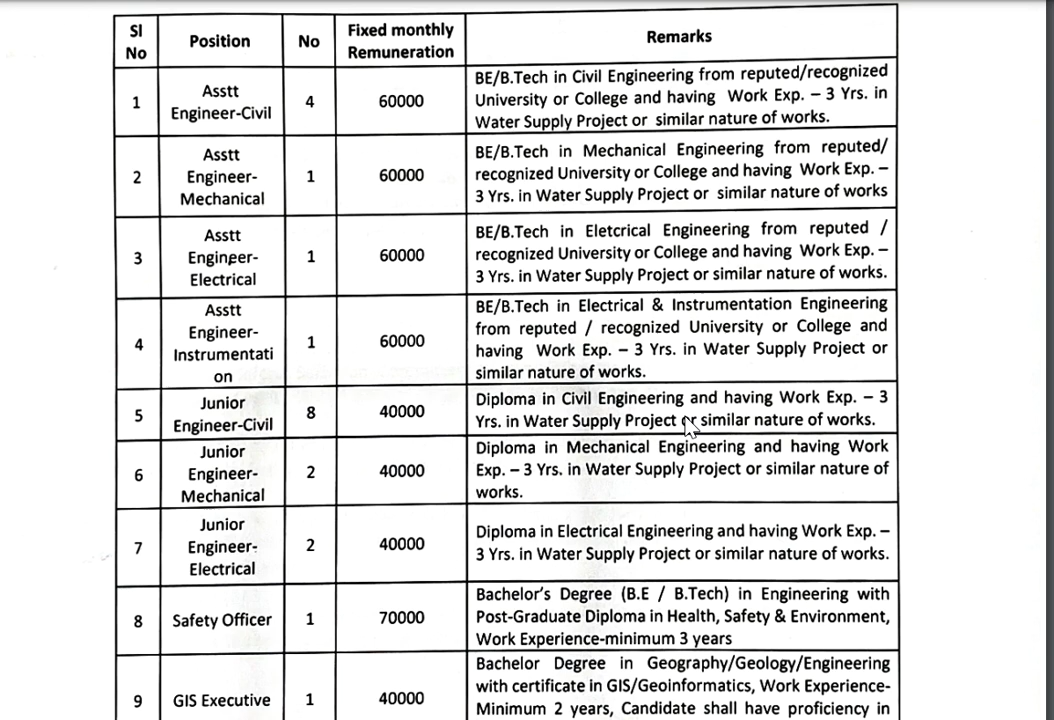 Sl No
Position
No
Fixed monthly
Remuneration
Remarks
1
Asstt
Engineer-Civil
4
60000
BE/B.Tech in Civil Engineering from reputed/recognized
University or College and having Work Exp. – 3 Yrs. in
Water Supply Project or similar nature of works.
2
Asstt
Engineer-
Mechanical
1
60000
BE/B.Tech in Mechanical Engineering from reputed/
recognized University or College and having Work Exp. –
3 Yrs. in Water Supply Project or similar nature of works
3
Asstt
Engineer-
Electrical
1
60000
BE/B.Tech in Eletcrical Engineering from reputed /
recognized University or College and having Work Exp. –
3 Yrs. in Water Supply Project or similar nature of works.
4
Asstt
Engineer-
Instrumentati
on
1
60000
BE/B.Tech in Electrical & Instrumentation Engineering
from reputed / recognized University or College and
having Work Exp. – 3 Yrs. in Water Supply Project or
similar nature of works.
5
Junior
Engineer-Civil
8
40000
Diploma in Civil Engineering and having Work Exp. – 3
Yrs. in Water Supply Project or similar nature of works.
6
Junior
Engineer-
Mechanical
2
40000
Diploma in Mechanical Engineering and having Work
Exp. – 3 Yrs. in Water Supply Project or similar nature of
works.
7
Junior
Engineer-
Electrical
2
40000
Diploma in Electrical Engineering and having Work Exp. –
3 Yrs. in Water Supply Project or similar nature of works.
8
Safety Officer
1
70000
Bachelor's Degree (B.E / B.Tech) in Engineering with
Post-Graduate Diploma in Health, Safety & Environment,
Work Experience-minimum 3 years
9
GIS Executive
1
40000
Bachelor Degree in Geography/Geology/Engineering
with certificate in GIS/Geoinformatics, Work Experience-
Minimum 2 years, Candidate shall have proficiency in